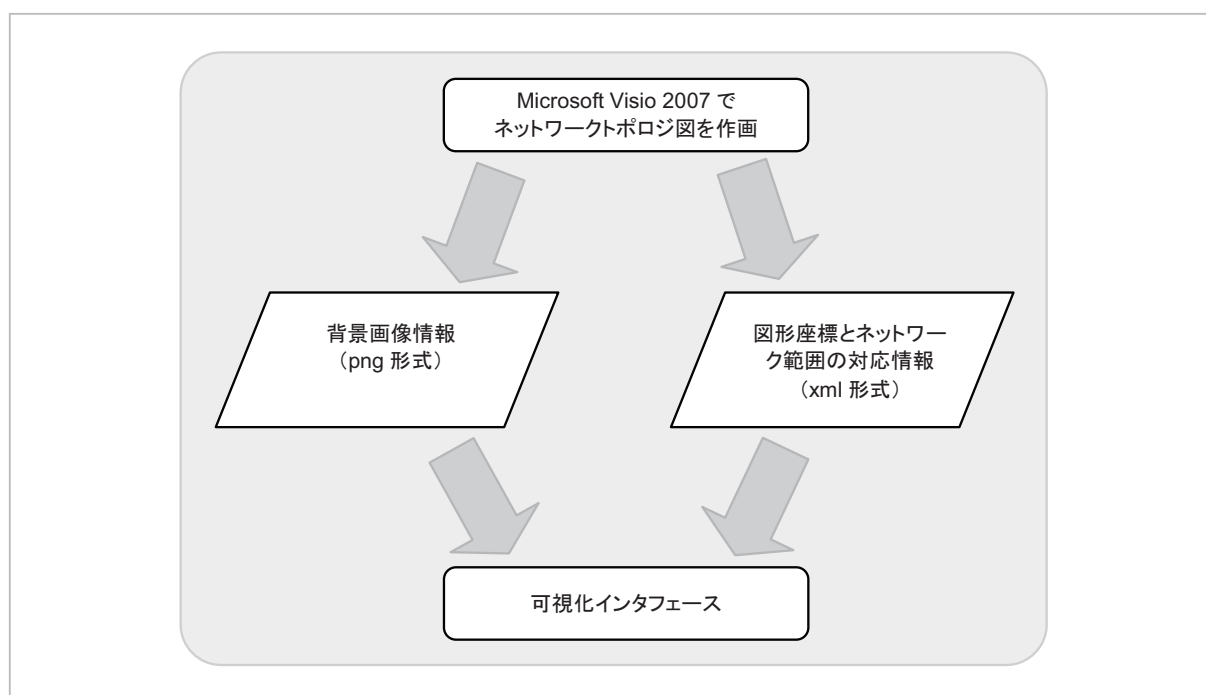 Microsoft Visio 2007 で
ネットワークトポロジ図を作画
背景画像情報
（png 形式）
図形座標とネットワー
ク範囲の対応情報
（xml 形式）
可視化インタフェース